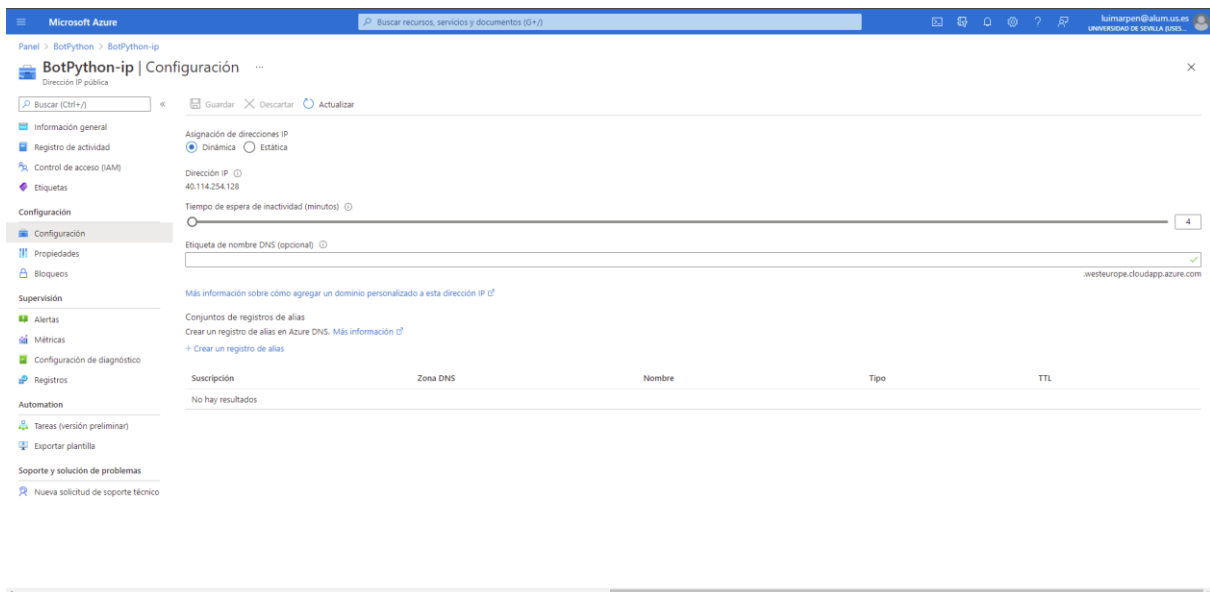 Microsoft Azure
Buscar recursos, servicios y documentos (G+/)
luimarpen@alum.us.es
UNIVERSIDAD DE SEVILLA (USES...
Panel > BotPython > BotPython-ip
BotPython-ip | Configuración ...
Dirección IP pública
Buscar (Ctrl+/)
«
Guardar
Descartar
Actualizar
Información general
Registro de actividad
Control de acceso (IAM)
Etiquetas
Configuración
Configuración
Propiedades
Bloqueos
Supervisión
Alertas
Métricas
Configuración de diagnóstico
Registros
Automation
Tareas (versión preliminar)
Exportar plantilla
Soporte y solución de problemas
Nueva solicitud de soporte técnico
Asignación de direcciones IP
Dinámica Estática
Dirección IP
40.114.254.128
Tiempo de espera de inactividad (minutos)
4
Etiqueta de nombre DNS (opcional)
.westeurope.cloudapp.azure.com
Más información sobre cómo agregar un dominio personalizado a esta dirección IP
Conjuntos de registros de alias
Crear un registro de alias en Azure DNS. Más información
+ Crear un registro de alias
Suscripción Zona DNS Nombre Tipo TTL
No hay resultados